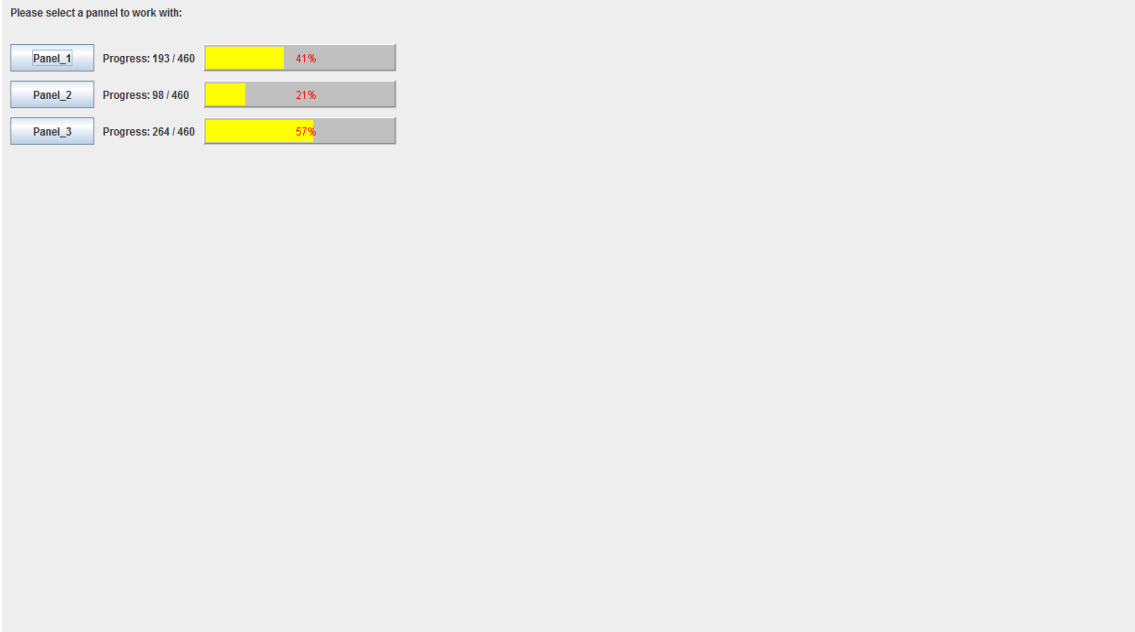 Please select a pannel to work with:
Panel_1 Progress: 193 / 460 41%
Panel_2 Progress: 98 / 460 21%
Panel_3 Progress: 264 / 460 57%